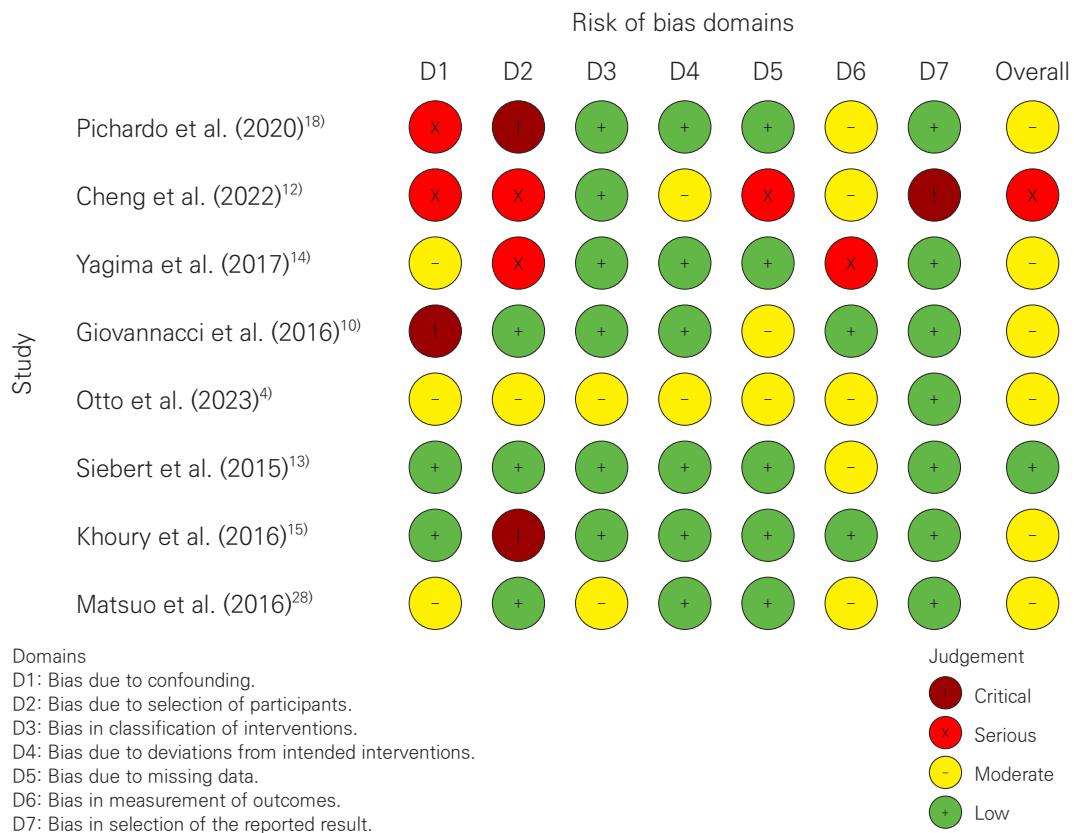 Risk of bias domains
D1 D2 D3 D4 D5 D6 D7 Overall
Study
Pichardo et al. (2020)18) X ! + + + − + −
Cheng et al. (2022)12) X X + − X − ! X
Yagima et al. (2017)14) − X + + + X + −
Giovannacci et al. (2016)10) ! + + + − + + −
Otto et al. (2023)4) − − − − − − + −
Siebert et al. (2015)13) + + + + + − + +
Khoury et al. (2016)15) + ! + + + + + −
Matsuo et al. (2016)28) − + − + + − + −
Domains
D1: Bias due to confounding.
D2: Bias due to selection of participants.
D3: Bias in classification of interventions.
D4: Bias due to deviations from intended interventions.
D5: Bias due to missing data.
D6: Bias in measurement of outcomes.
D7: Bias in selection of the reported result.
Judgement
! Critical
X Serious
− Moderate
+ Low